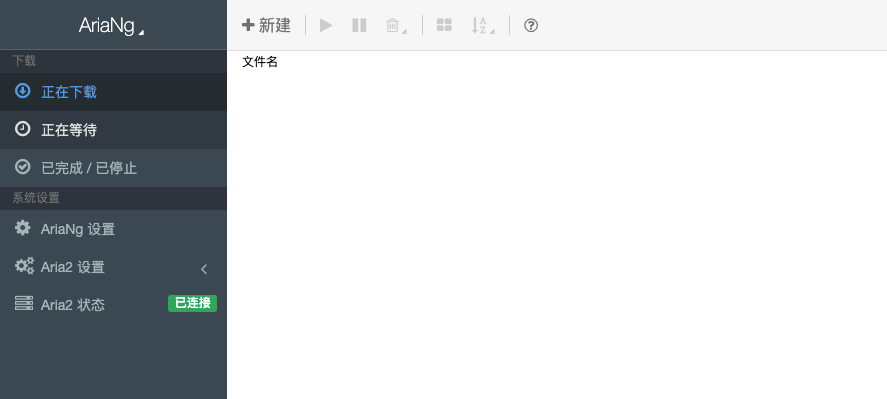 AriaNg
新建
下载
文件名
正在下载
正在等待
已完成 / 已停止
系统设置
AriaNg 设置
Aria2 设置
Aria2 状态 已连接